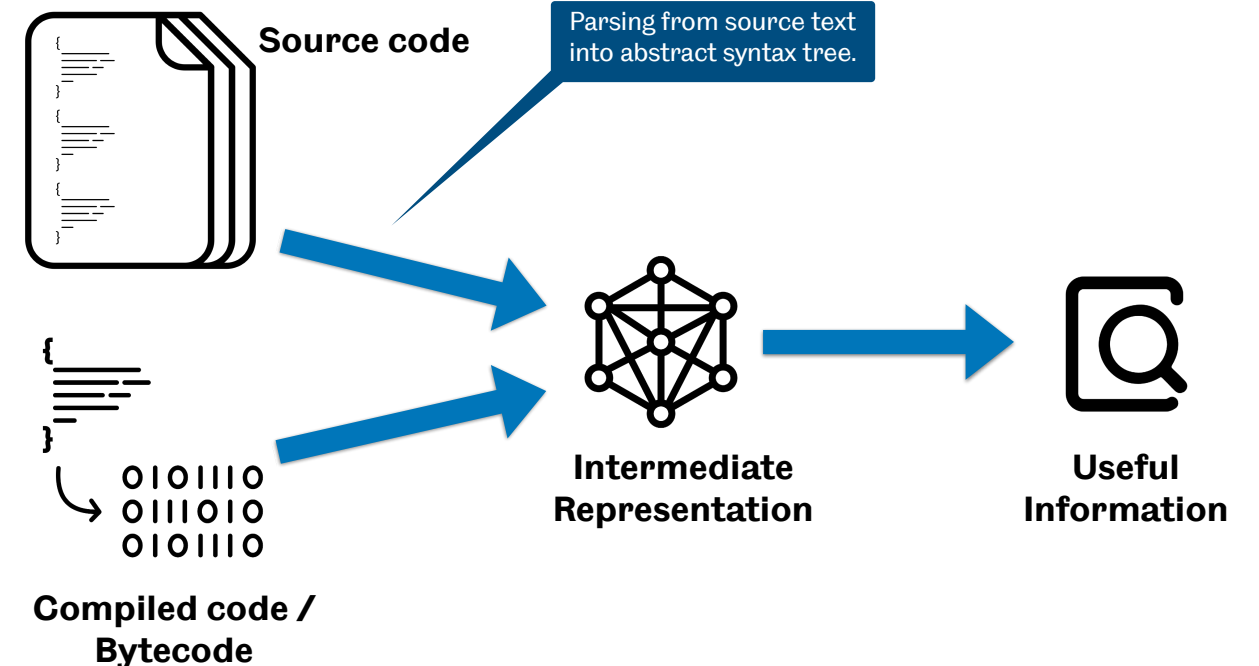 Source code
Parsing from source text
into abstract syntax tree.
{
}
{
}
{
}
{
}
0101110
0111010
0101110
Compiled code /
Bytecode
Intermediate
Representation
Useful
Information